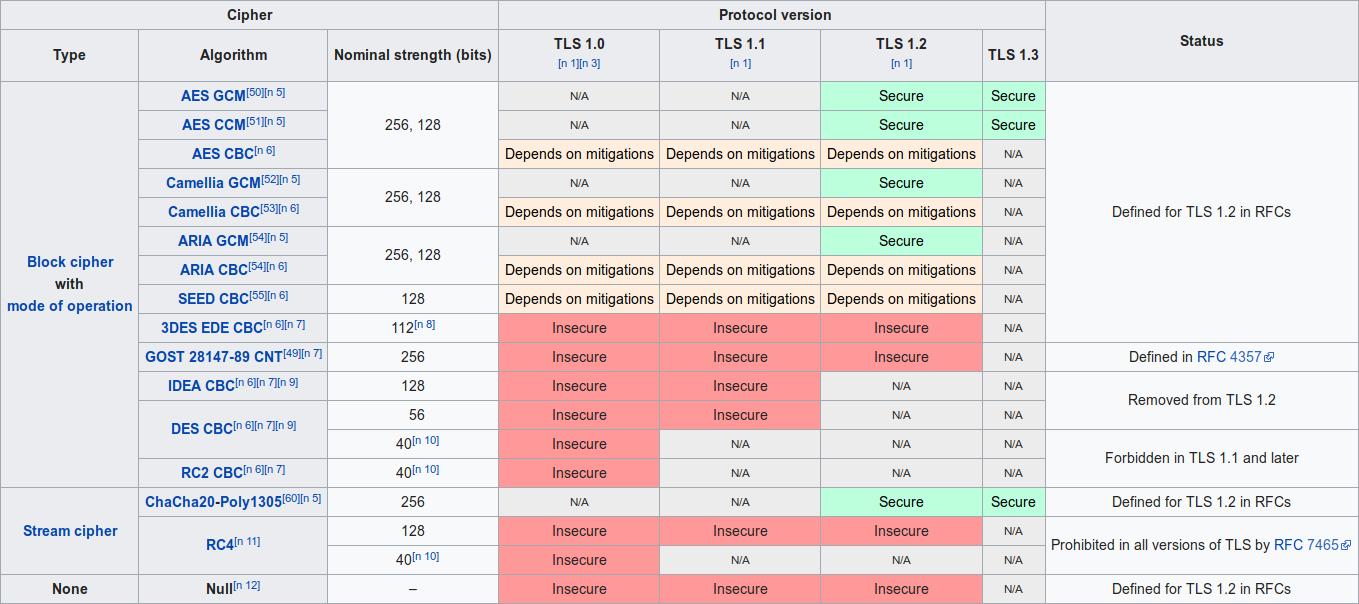 Cipher Protocol version Status
Type Algorithm Nominal strength (bits) TLS 1.0 TLS 1.1 TLS 1.2 TLS 1.3
[n 1][n 3] [n 1] [n 1]
Block cipher
with
mode of operation
AES GCM[50][n 5] 256, 128 N/A N/A Secure Secure Defined for TLS 1.2 in RFCs
AES CCM[51][n 5] N/A N/A Secure Secure
AES CBC[n 6] Depends on mitigations Depends on mitigations Depends on mitigations N/A
Camellia GCM[52][n 5] 256, 128 N/A N/A Secure N/A
Camellia CBC[53][n 6] Depends on mitigations Depends on mitigations Depends on mitigations N/A
ARIA GCM[54][n 5] 256, 128 N/A N/A Secure N/A
ARIA CBC[54][n 6] Depends on mitigations Depends on mitigations Depends on mitigations N/A
SEED CBC[55][n 6] 128 Depends on mitigations Depends on mitigations Depends on mitigations N/A
3DES EDE CBC[n 6][n 7] 112[n 8] Insecure Insecure Insecure N/A
GOST 28147-89 CNT[49][n 7] 256 Insecure Insecure Insecure N/A Defined in RFC 4357
IDEA CBC[n 6][n 7][n 9] 128 Insecure Insecure N/A N/A Removed from TLS 1.2
DES CBC[n 6][n 7][n 9] 56 Insecure Insecure N/A N/A
40[n 10] Insecure N/A N/A N/A Forbidden in TLS 1.1 and later
RC2 CBC[n 6][n 7] 40[n 10] Insecure N/A N/A N/A
Stream cipher
ChaCha20-Poly1305[60][n 5] 256 N/A N/A Secure Secure Defined for TLS 1.2 in RFCs
RC4[n 11] 128 Insecure Insecure Insecure N/A Prohibited in all versions of TLS by RFC 7465
40[n 10] Insecure N/A N/A N/A
None Null[n 12] – Insecure Insecure Insecure N/A Defined for TLS 1.2 in RFCs